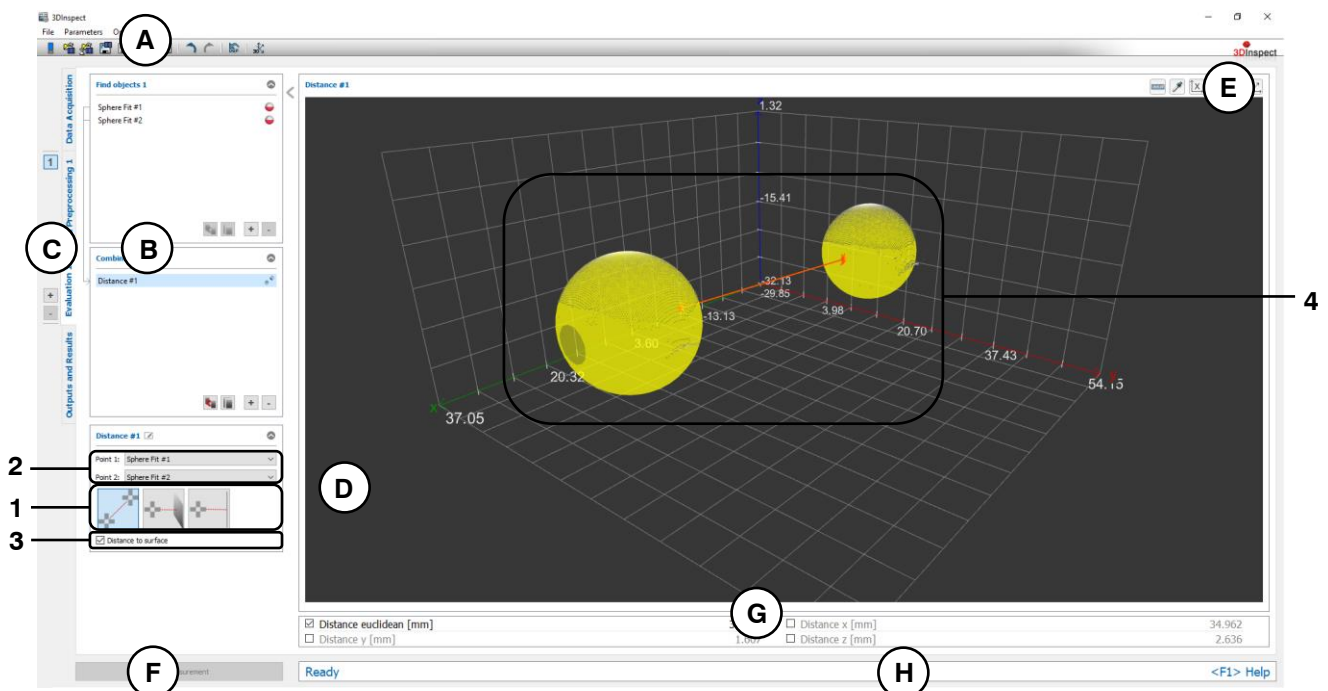 3DInspect
File Parameters
A
3DInspect
E
Data Acquisition
Preprocessing 1
Evaluation
Outputs and Results
1
+
-
C
Find objects 1
Sphere Fit #1
Sphere Fit #2
+ -
B
Distance #1
+ -
Distance #1
2
Point 1: Sphere Fit #1
Point 2: Sphere Fit #2
1
3
Distance to surface
Distance #1
1.32
-15.41
-32.13
-29.85
-13.13
3.98
3.60
20.70
20.32
37.43
54.15
X
37.05
4
D
G
Distance euclidean [mm]
Distance x [mm] 34.962
Distance y [mm]
Distance z [mm] 2.636
F
Ready
H
<F1> Help